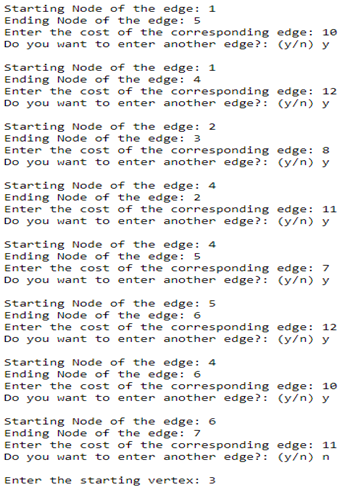 Starting Node of the edge: 1
Ending Node of the edge: 5
Enter the cost of the corresponding edge: 10
Do you want to enter another edge?: (y/n) y
Starting Node of the edge: 1
Ending Node of the edge: 4
Enter the cost of the corresponding edge: 12
Do you want to enter another edge?: (y/n) y
Starting Node of the edge: 2
Ending Node of the edge: 3
Enter the cost of the corresponding edge: 8
Do you want to enter another edge?: (y/n) y
Starting Node of the edge: 4
Ending Node of the edge: 2
Enter the cost of the corresponding edge: 11
Do you want to enter another edge?: (y/n) y
Starting Node of the edge: 4
Ending Node of the edge: 5
Enter the cost of the corresponding edge: 7
Do you want to enter another edge?: (y/n) y
Starting Node of the edge: 5
Ending Node of the edge: 6
Enter the cost of the corresponding edge: 12
Do you want to enter another edge?: (y/n) y
Starting Node of the edge: 4
Ending Node of the edge: 6
Enter the cost of the corresponding edge: 10
Do you want to enter another edge?: (y/n) y
Starting Node of the edge: 6
Ending Node of the edge: 7
Enter the cost of the corresponding edge: 11
Do you want to enter another edge?: (y/n) n
Enter the starting vertex: 3